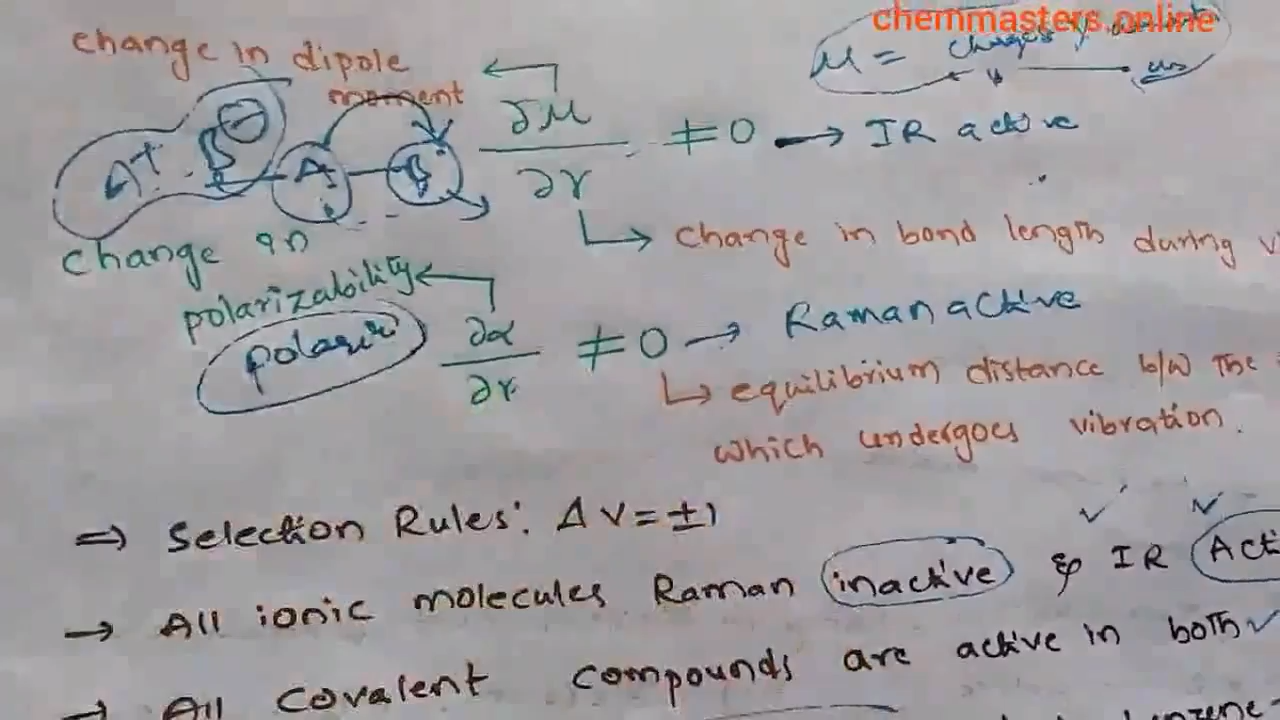 chemmasters.online
change in dipole
moment
μ = charges
∂μ / ∂r ≠ 0 → IR active
A+ B⊖ A — B
↳ change in bond length during
change in
polarizability
∂α / ∂r ≠ 0 → Raman active
↳ equilibrium distance b/w The
which undergoes vibration.
⇒ Selection Rules: Δv = ±1
→ All ionic molecules Raman inactive & IR Acti
→ All covalent compounds are active in both ✓